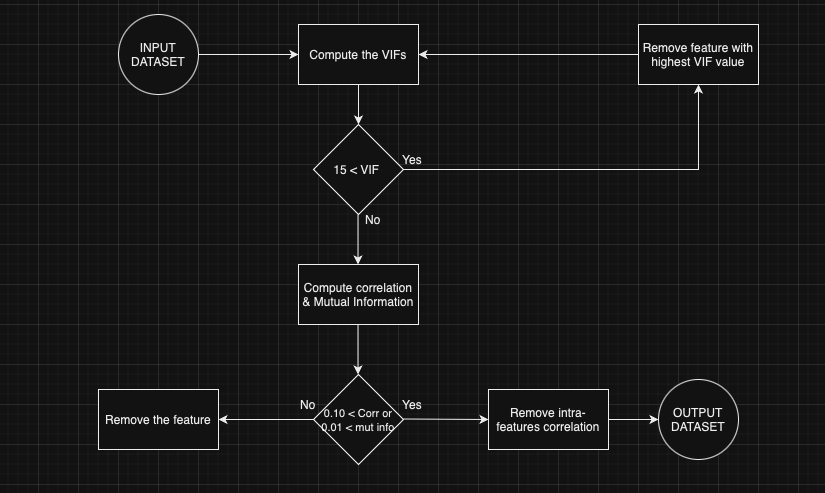 INPUT
DATASET
Compute the VIFs
Remove feature with
highest VIF value
15 < VIF
Yes
No
Compute correlation
& Mutual Information
Remove the feature
No
0.10 < Corr or
0.01 < mut info
Yes
Remove intra-
features correlation
OUTPUT
DATASET